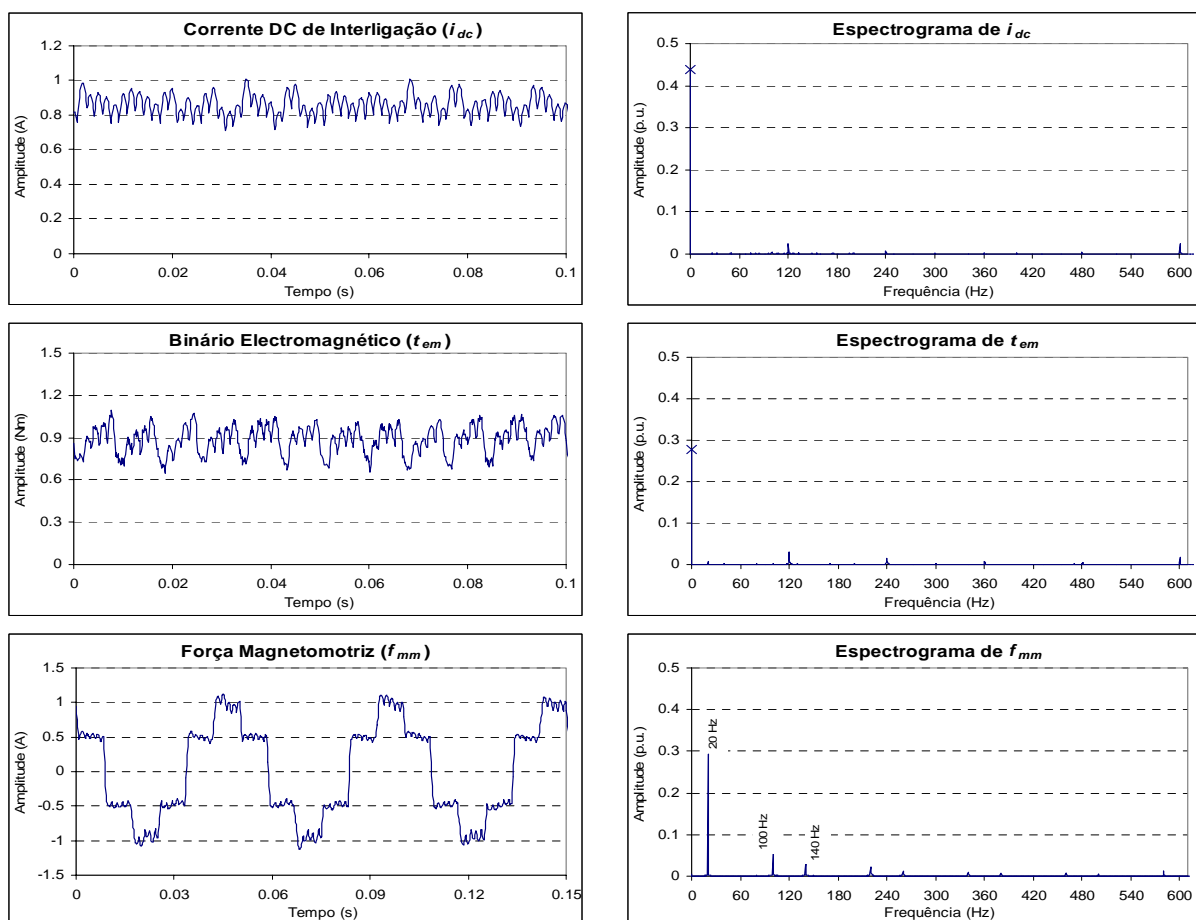 Corrente DC de Interligação (i dc)
Amplitude (A)
1.2
1
0.8
0.6
0.4
0.2
0
0 0.02 0.04 0.06 0.08 0.1
Tempo (s)
Espectrograma de i dc
Amplitude (p.u.)
0.5
0.4
0.3
0.2
0.1
0
0 60 120 180 240 300 360 420 480 540 600
Frequência (Hz)
Binário Electromagnético (t em)
Amplitude (Nm)
1.5
1.2
0.9
0.6
0.3
0
0 0.02 0.04 0.06 0.08 0.1
Tempo (s)
Espectrograma de t em
Amplitude (p.u.)
0.5
0.4
0.3
0.2
0.1
0
0 60 120 180 240 300 360 420 480 540 600
Frequência (Hz)
Força Magnetomotriz (f mm)
Amplitude (A)
1.5
1
0.5
0
-0.5
-1
-1.5
0 0.03 0.06 0.09 0.12 0.15
Tempo (s)
Espectrograma de f mm
Amplitude (p.u.)
0.5
0.4
0.3
0.2
0.1
0
20 Hz
100 Hz
140 Hz
0 60 120 180 240 300 360 420 480 540 600
Frequência (Hz)